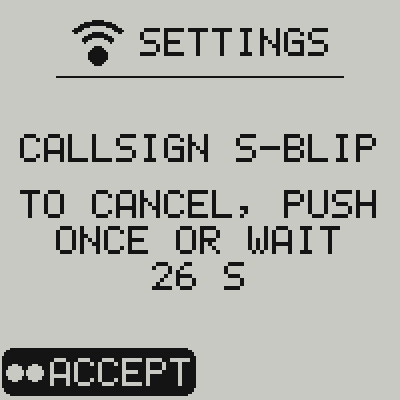 SETTINGS
CALLSIGN S-BLIP
TO CANCEL, PUSH
ONCE OR WAIT
26 S
ACCEPT